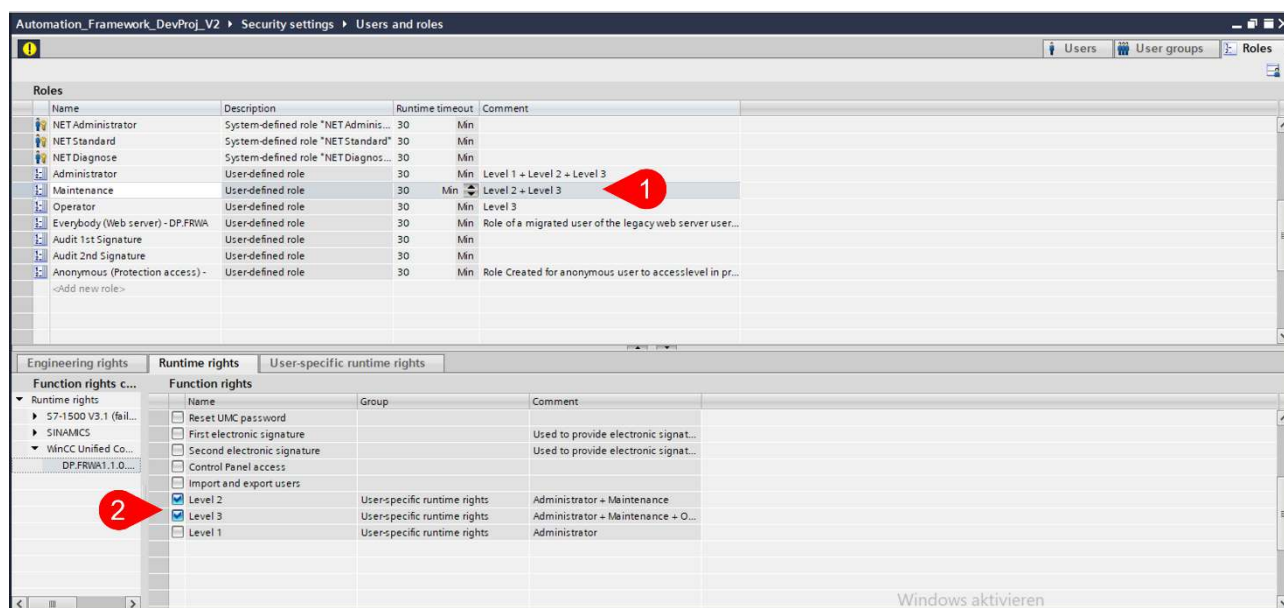 Automation_Framework_DevProj_V2 ▸ Security settings ▸ Users and roles
Users User groups Roles
Roles
Name Description Runtime timeout Comment
NET Administrator System-defined role "NET Adminis... 30 Min
NET Standard System-defined role "NET Standard" 30 Min
NET Diagnose System-defined role "NET Diagnos... 30 Min
Administrator User-defined role 30 Min Level 1 + Level 2 + Level 3
Maintenance User-defined role 30 Min Level 2 + Level 3
1
Operator User-defined role 30 Min Level 3
Everybody (Web server) - DP.FRWA User-defined role 30 Min Role of a migrated user of the legacy web server user...
Audit 1st Signature User-defined role 30 Min
Audit 2nd Signature User-defined role 30 Min
Anonymous (Protection access) - User-defined role 30 Min Role Created for anonymous user to accesslevel in pr...
<Add new role>
Engineering rights Runtime rights User-specific runtime rights
Function rights c... Function rights
Runtime rights
S7-1500 V3.1 (fail...
SINAMICS
WinCC Unified Co...
DP.FRWA1.1.0....
Name Group Comment
Reset UMC password
First electronic signature Used to provide electronic signat...
Second electronic signature Used to provide electronic signat...
Control Panel access
Import and export users
Level 2 User-specific runtime rights Administrator + Maintenance
2
Level 3 User-specific runtime rights Administrator + Maintenance + O...
Level 1 User-specific runtime rights Administrator
Windows aktivieren